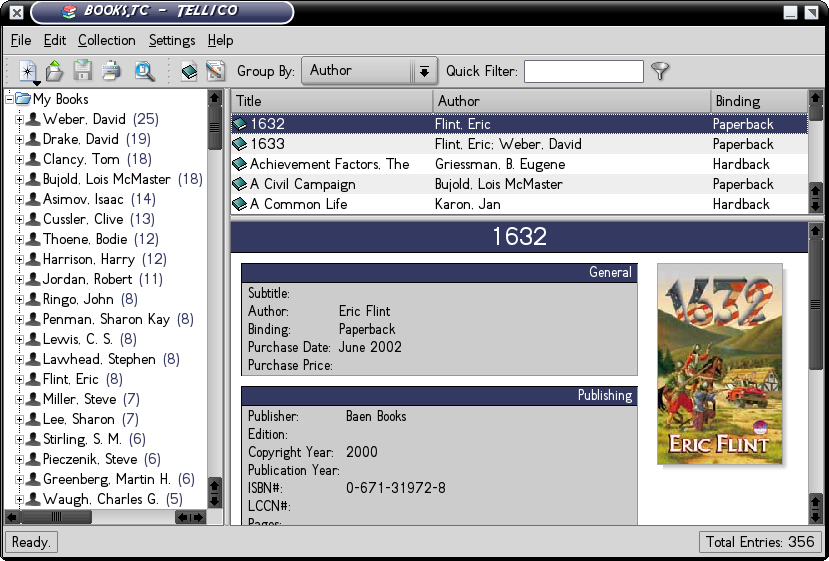 BOOKS.TC - TELLICO
File Edit Collection Settings Help
Group By: Author Quick Filter:
My Books
Weber, David (25)
Drake, David (19)
Clancy, Tom (18)
Bujold, Lois McMaster (18)
Asimov, Isaac (14)
Cussler, Clive (13)
Thoene, Bodie (12)
Harrison, Harry (12)
Jordan, Robert (11)
Ringo, John (8)
Penman, Sharon Kay (8)
Lewis, C. S. (8)
Lawhead, Stephen (8)
Flint, Eric (8)
Miller, Steve (7)
Lee, Sharon (7)
Stirling, S. M. (6)
Pieczenik, Steve (6)
Greenberg, Martin H. (6)
Waugh, Charles G. (5)
Title Author Binding
1632 Flint, Eric Paperback
1633 Flint, Eric; Weber, David Paperback
Achievement Factors, The Griessman, B. Eugene Hardback
A Civil Campaign Bujold, Lois McMaster Paperback
A Common Life Karon, Jan Hardback
1632
General
Subtitle:
Author: Eric Flint
Binding: Paperback
Purchase Date: June 2002
Purchase Price:
Publishing
Publisher: Baen Books
Edition:
Copyright Year: 2000
Publication Year:
ISBN#: 0-671-31972-8
LCCN#:
Pages:
1632
ERIC FLINT
Ready.
Total Entries: 356